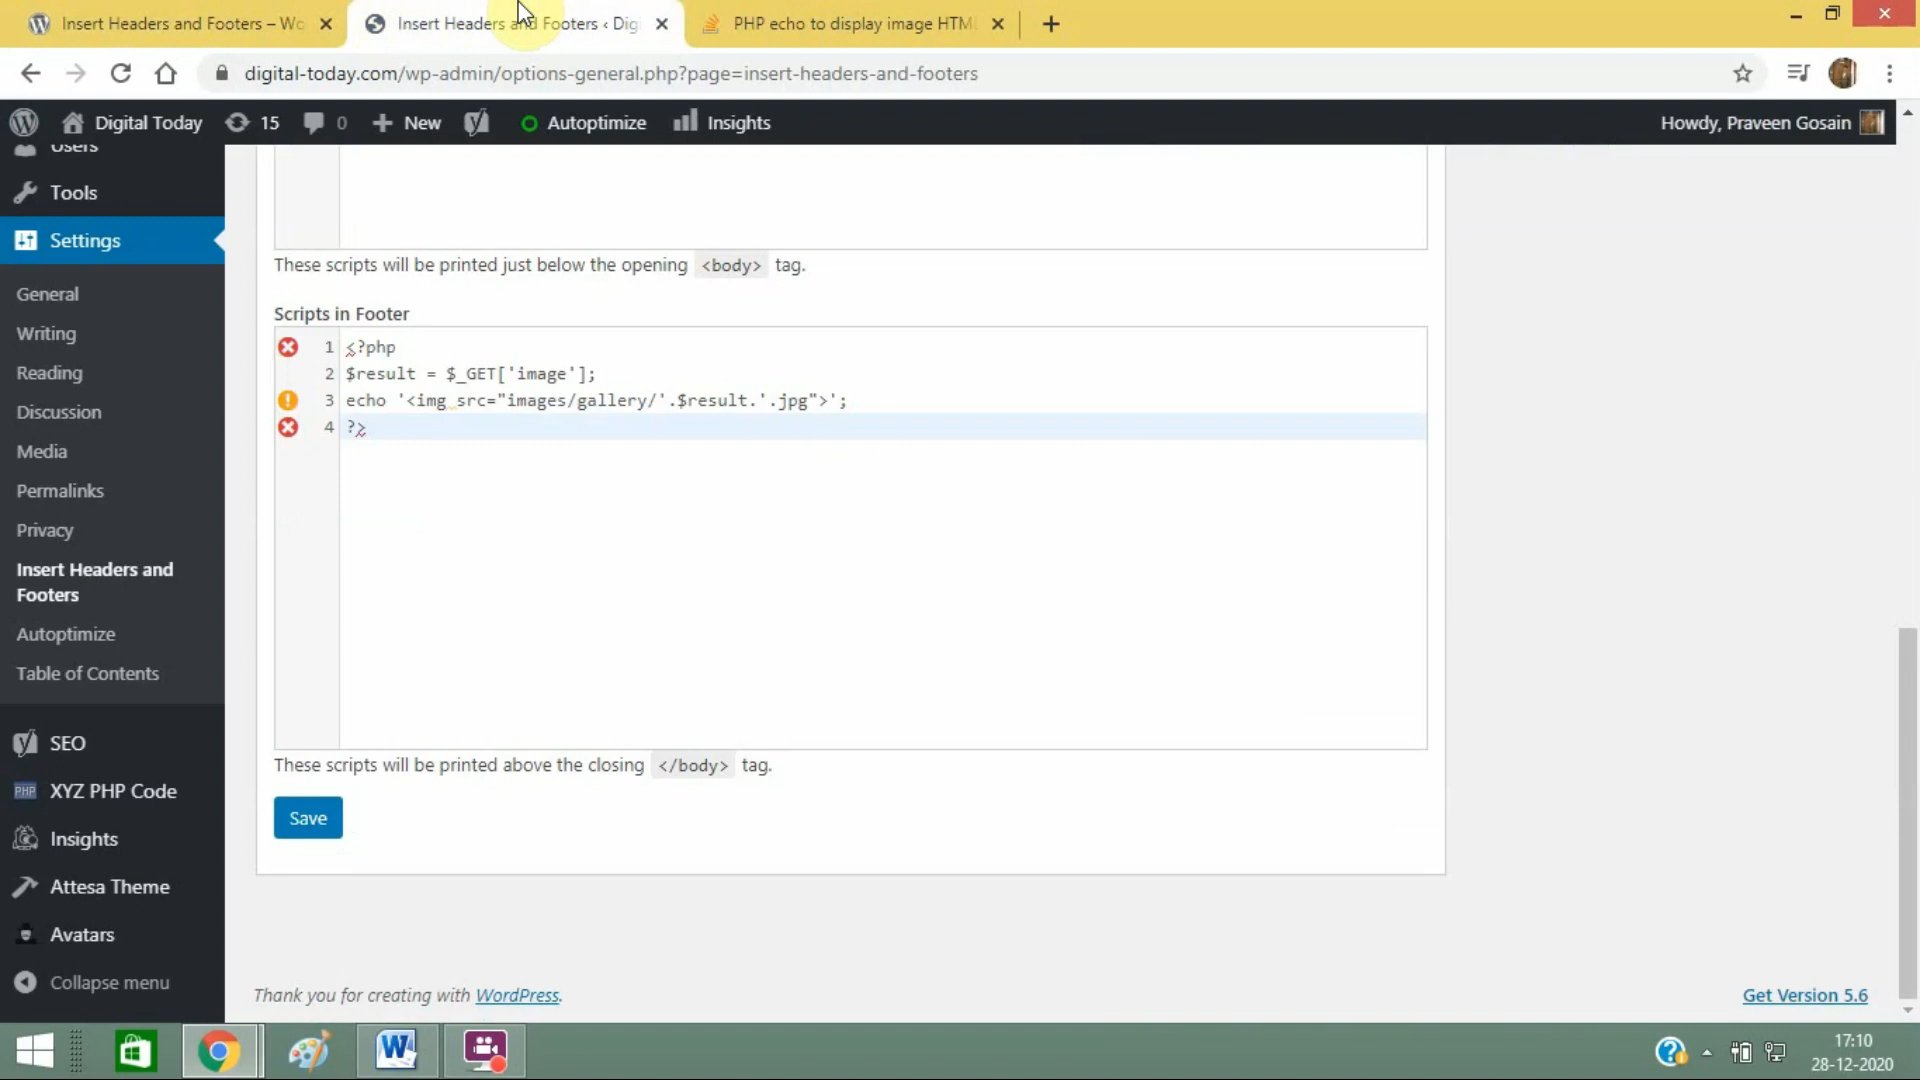 Insert Headers and Footers – Wo
Insert Headers and Footers ‹ Dig
PHP echo to display image HTM
digital-today.com/wp-admin/options-general.php?page=insert-headers-and-footers
Digital Today
15
0
New
Autoptimize
Insights
Howdy, Praveen Gosain
Users
Tools
Settings
General
Writing
Reading
Discussion
Media
Permalinks
Privacy
Insert Headers and
Footers
Autoptimize
Table of Contents
SEO
PHP XYZ PHP Code
Insights
Attesa Theme
Avatars
Collapse menu
These scripts will be printed just below the opening <body> tag.
Scripts in Footer
1 <?php
2 $result = $_GET['image'];
3 echo '<img src="images/gallery/'.$result.'.jpg">';
4 ?>
These scripts will be printed above the closing </body> tag.
Save
Thank you for creating with WordPress.
Get Version 5.6
17:10
28-12-2020